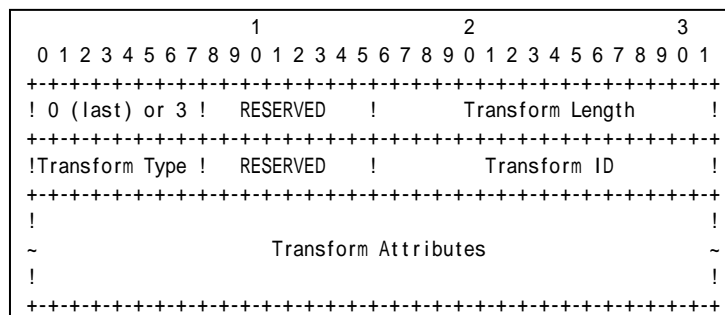 1                   2                   3
 0 1 2 3 4 5 6 7 8 9 0 1 2 3 4 5 6 7 8 9 0 1 2 3 4 5 6 7 8 9 0 1
+-+-+-+-+-+-+-+-+-+-+-+-+-+-+-+-+-+-+-+-+-+-+-+-+-+-+-+-+-+-+-+-+
! 0 (last) or 3 !   RESERVED    !        Transform Length       !
+-+-+-+-+-+-+-+-+-+-+-+-+-+-+-+-+-+-+-+-+-+-+-+-+-+-+-+-+-+-+-+-+
!Transform Type !   RESERVED    !          Transform ID         !
+-+-+-+-+-+-+-+-+-+-+-+-+-+-+-+-+-+-+-+-+-+-+-+-+-+-+-+-+-+-+-+-+
!                                                               !
~                      Transform Attributes                     ~
!                                                               !
+-+-+-+-+-+-+-+-+-+-+-+-+-+-+-+-+-+-+-+-+-+-+-+-+-+-+-+-+-+-+-+-+